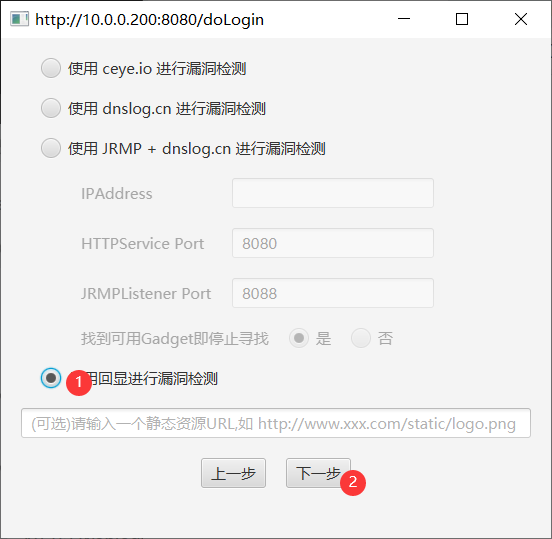 http://10.0.0.200:8080/doLogin
使用 ceye.io 进行漏洞检测
使用 dnslog.cn 进行漏洞检测
使用 JRMP + dnslog.cn 进行漏洞检测
IPAddress
HTTPService Port 8080
JRMPListener Port 8088
找到可用Gadget即停止寻找 是 否
1 用回显进行漏洞检测
(可选)请输入一个静态资源URL,如 http://www.xxx.com/static/logo.png
上一步 下一步 2